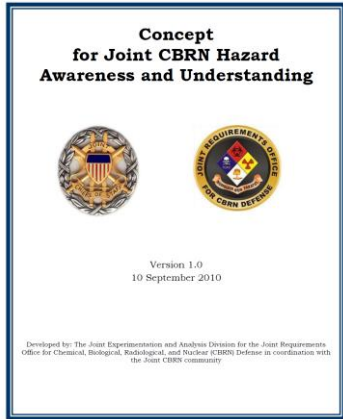 Concept
for Joint CBRN Hazard
Awareness and Understanding
JOINT REQUIREMENTS OFFICE
FOR CBRN DEFENSE
Version 1.0
10 September 2010
Developed by: The Joint Experimentation and Analysis Division for the Joint Requirements
Office for Chemical, Biological, Radiological, and Nuclear (CBRN) Defense in coordination with
the Joint CBRN community